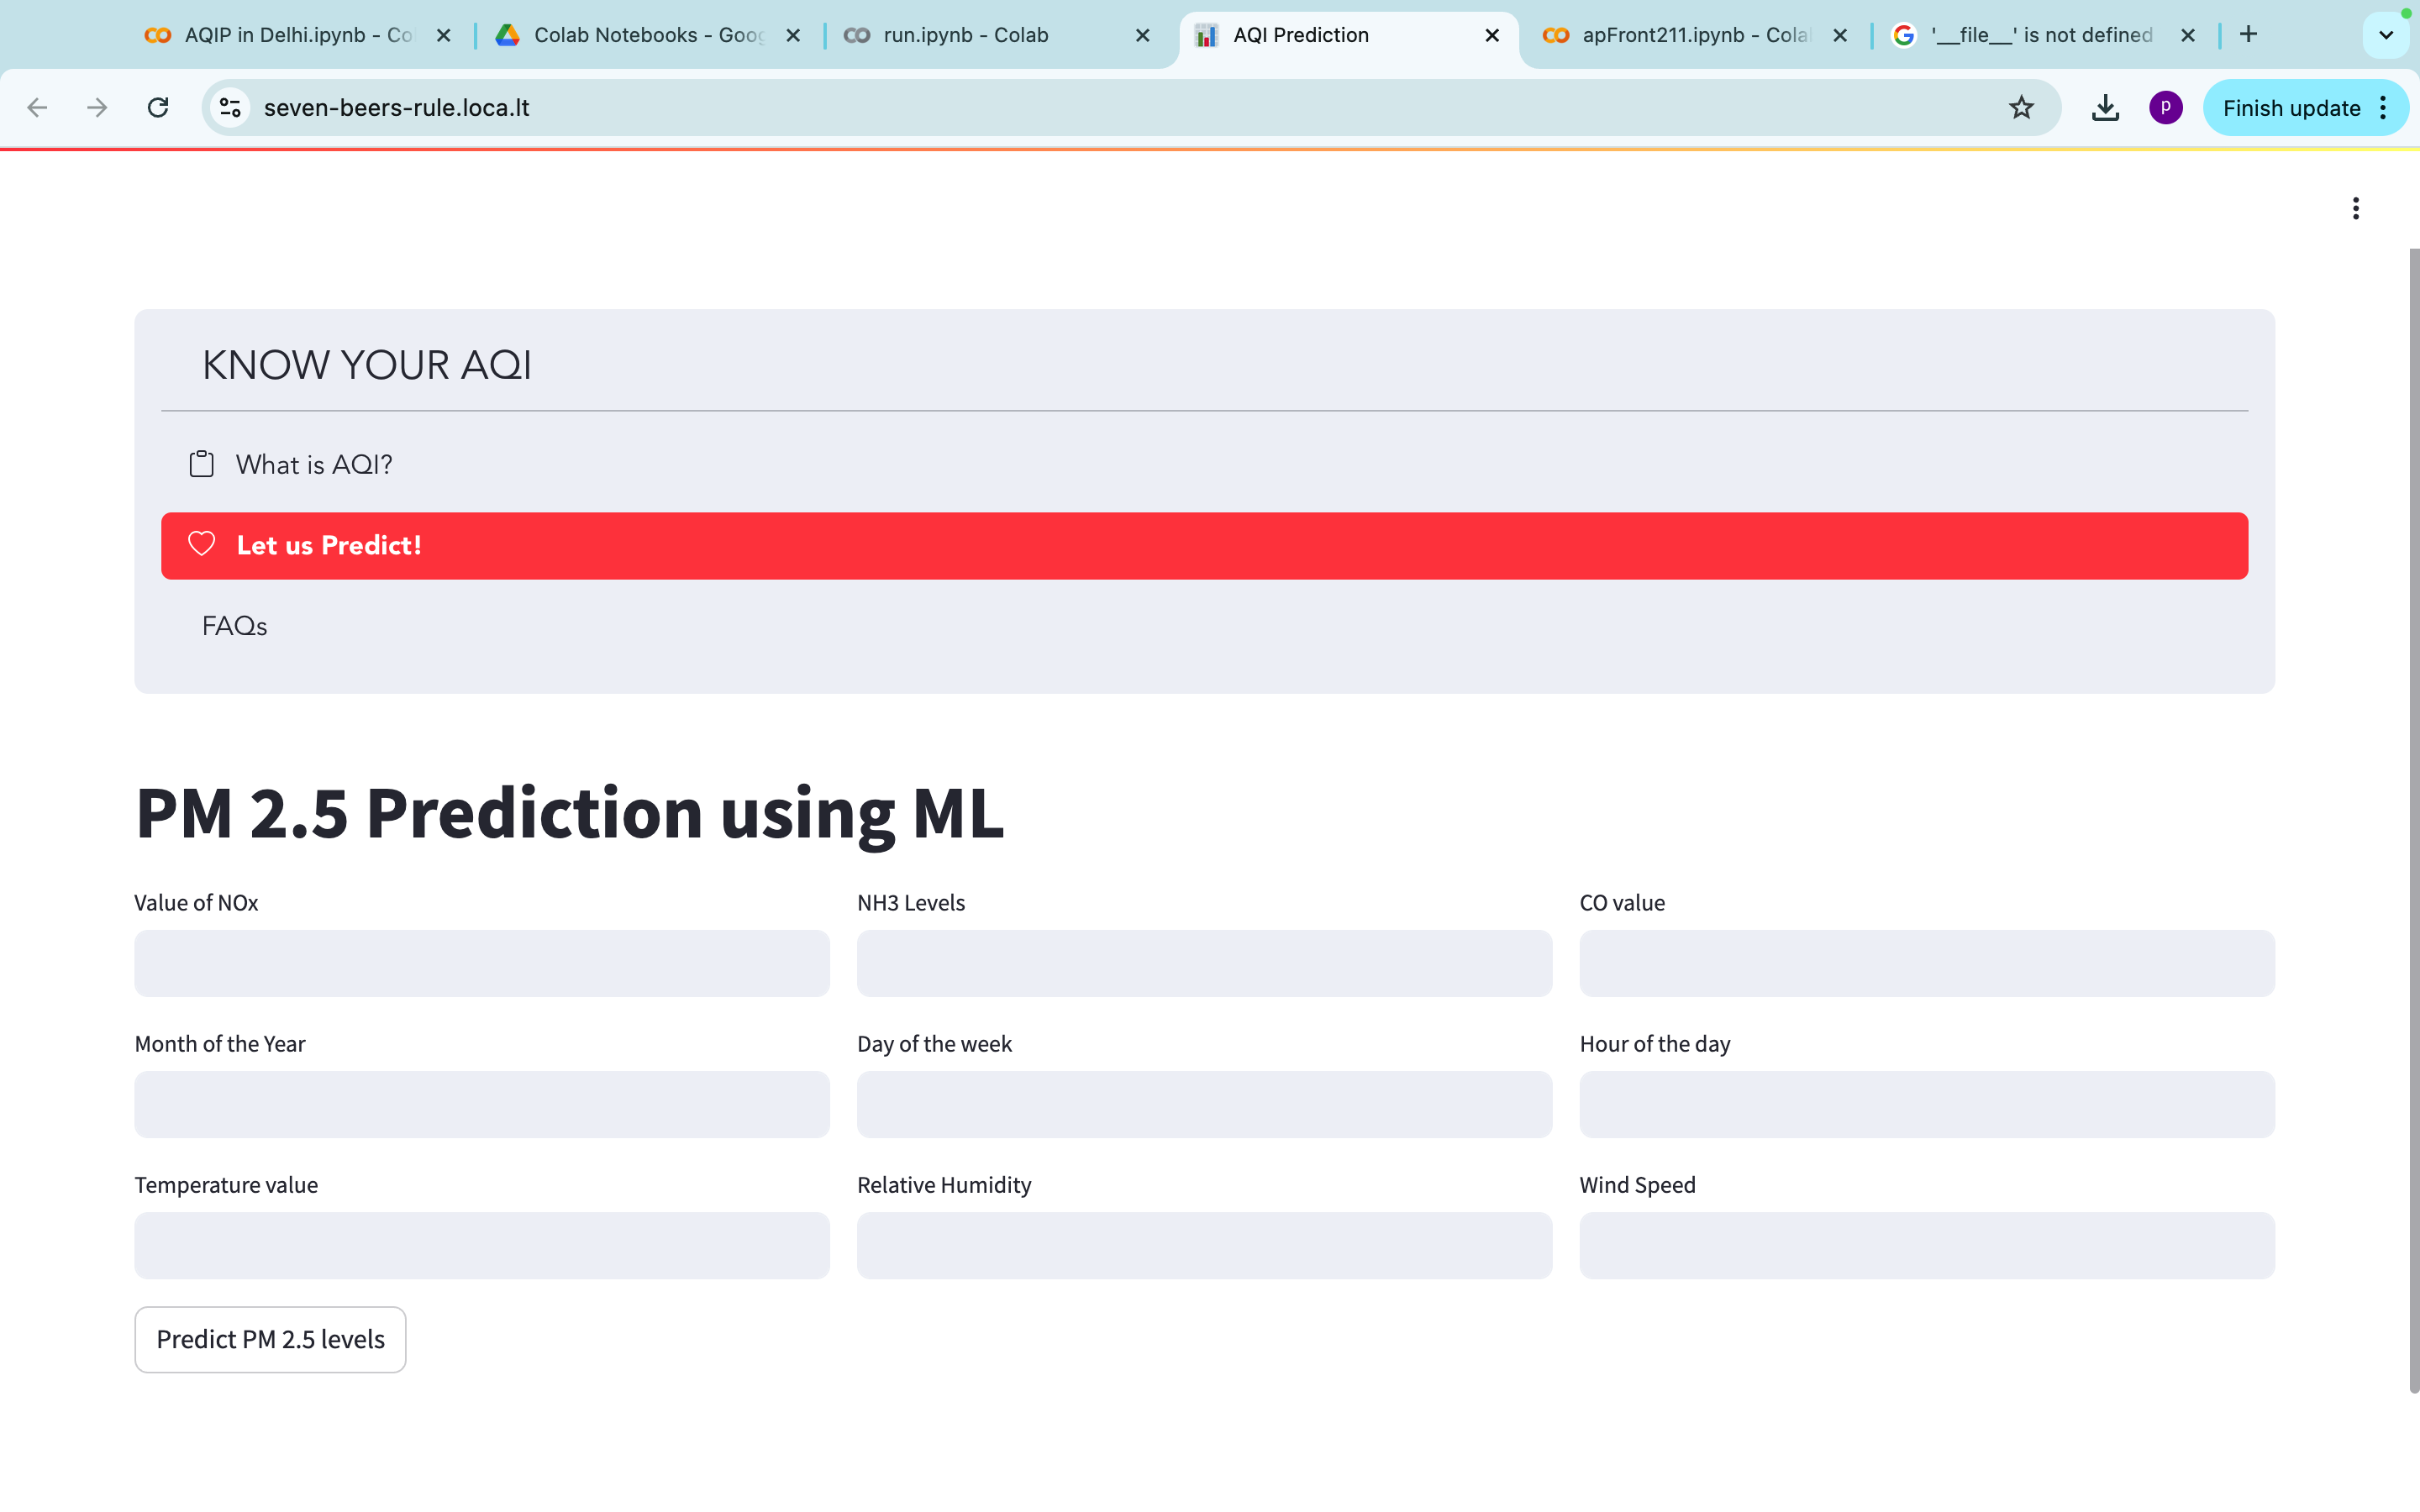 AQIP in Delhi.ipynb - Co
Colab Notebooks - Goog
run.ipynb - Colab
AQI Prediction
apFront211.ipynb - Cola
'__file__' is not defined
seven-beers-rule.loca.lt
p
Finish update
KNOW YOUR AQI
What is AQI?
Let us Predict!
FAQs
PM 2.5 Prediction using ML
Value of NOx
NH3 Levels
CO value
Month of the Year
Day of the week
Hour of the day
Temperature value
Relative Humidity
Wind Speed
Predict PM 2.5 levels